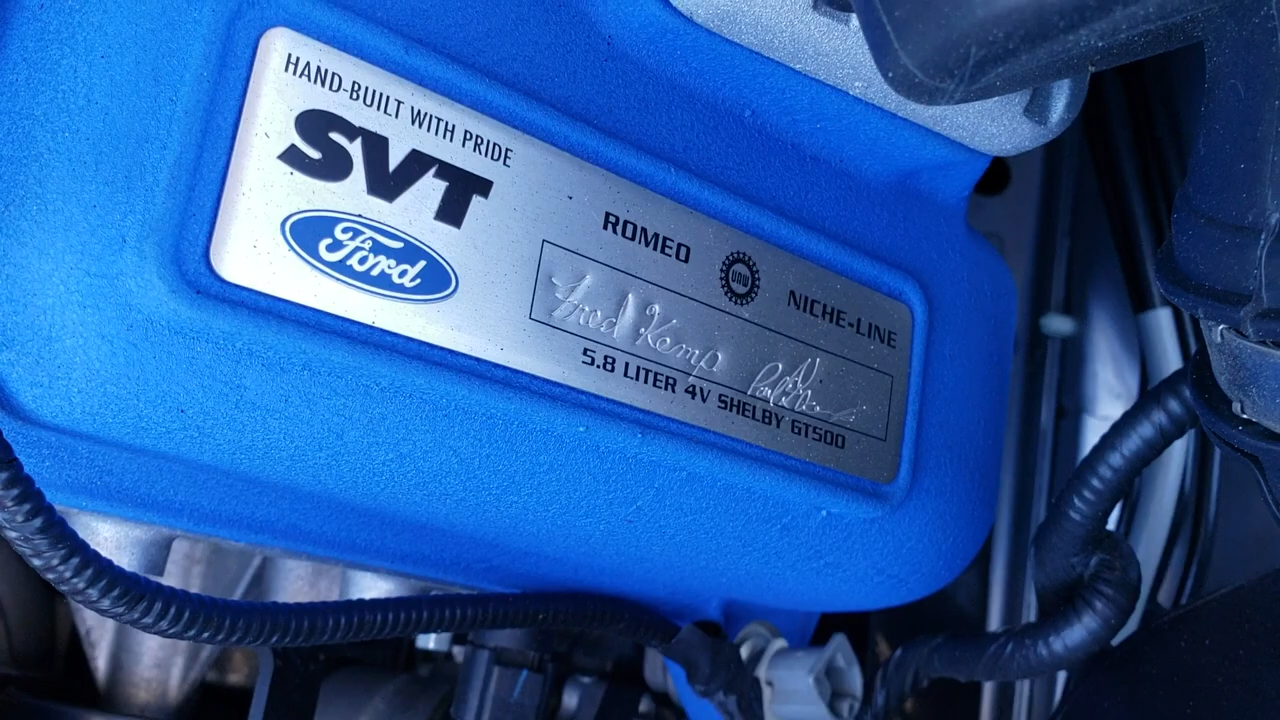 HAND-BUILT WITH PRIDE
SVT
Ford
ROMEO
UAW
NICHE-LINE
Fred Kemp
5.8 LITER 4V SHELBY GT500